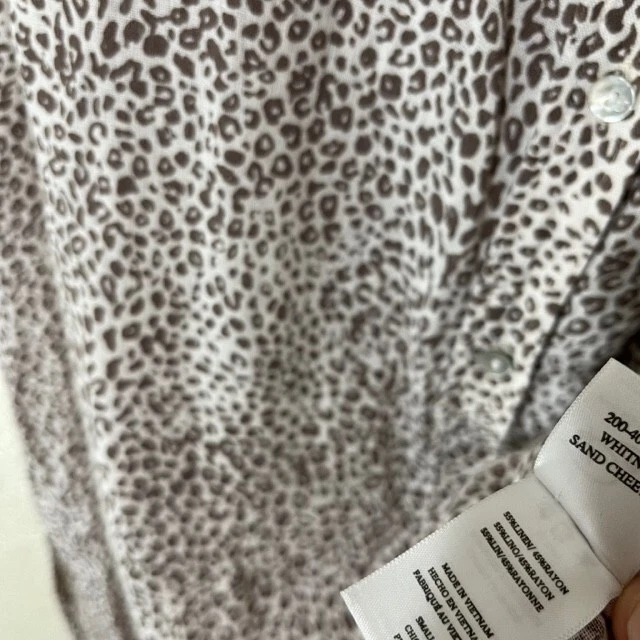 200-40
WHITN
SAND CHEE
55%LINEN/ 45%RAYON
55%LINO/ 45%RAYON
55%LIN/ 45%RAYONNE
MADE IN VIETNAM
HECHO EN VIETNAM
FABRIQUÉ AU VIETNAM
SMALL